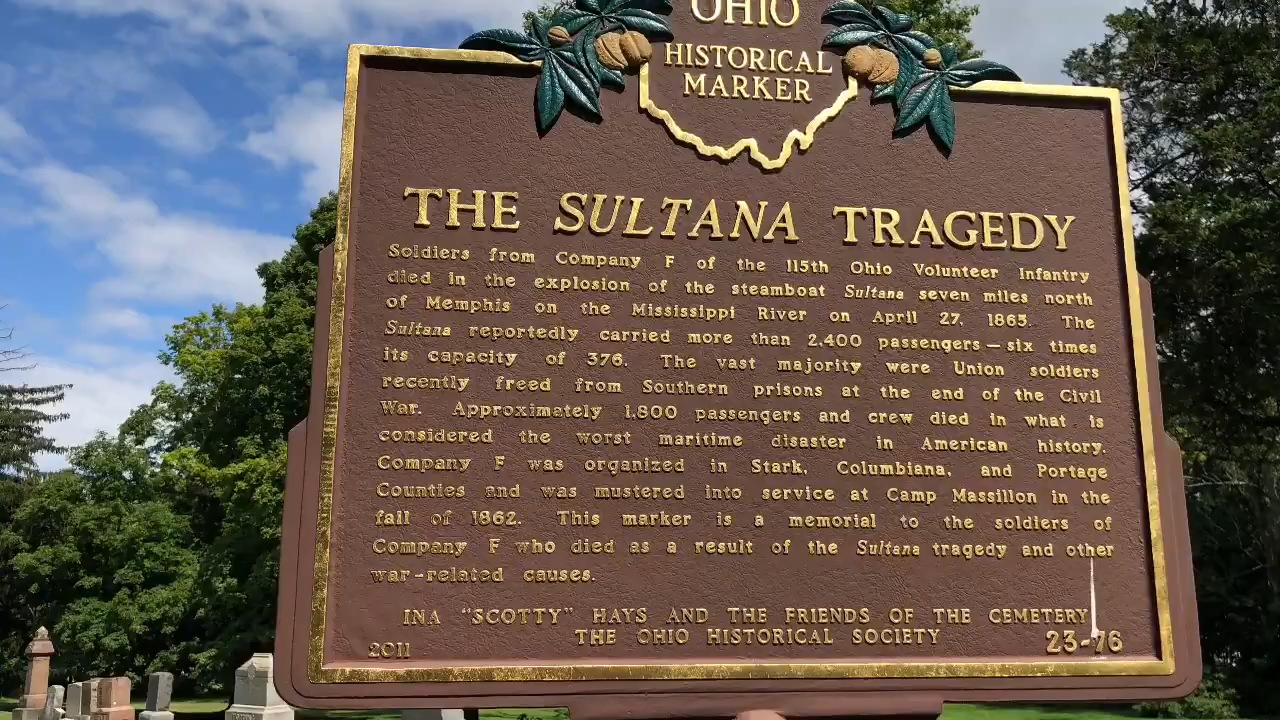 OHIO
HISTORICAL
MARKER
THE SULTANA TRAGEDY
Soldiers from Company F of the 115th Ohio Volunteer Infantry
died in the explosion of the steamboat Sultana seven miles north
of Memphis on the Mississippi River on April 27, 1865. The
Sultana reportedly carried more than 2,400 passengers—six times
its capacity of 376. The vast majority were Union soldiers
recently freed from Southern prisons at the end of the Civil
War. Approximately 1,800 passengers and crew died in what is
considered the worst maritime disaster in American history.
Company F was organized in Stark, Columbiana, and Portage
Counties and was mustered into service at Camp Massillon in the
fall of 1862. This marker is a memorial to the soldiers of
Company F who died as a result of the Sultana tragedy and other
war-related causes.
INA "SCOTTY" HAYS AND THE FRIENDS OF THE CEMETERY
THE OHIO HISTORICAL SOCIETY
2011
23-76